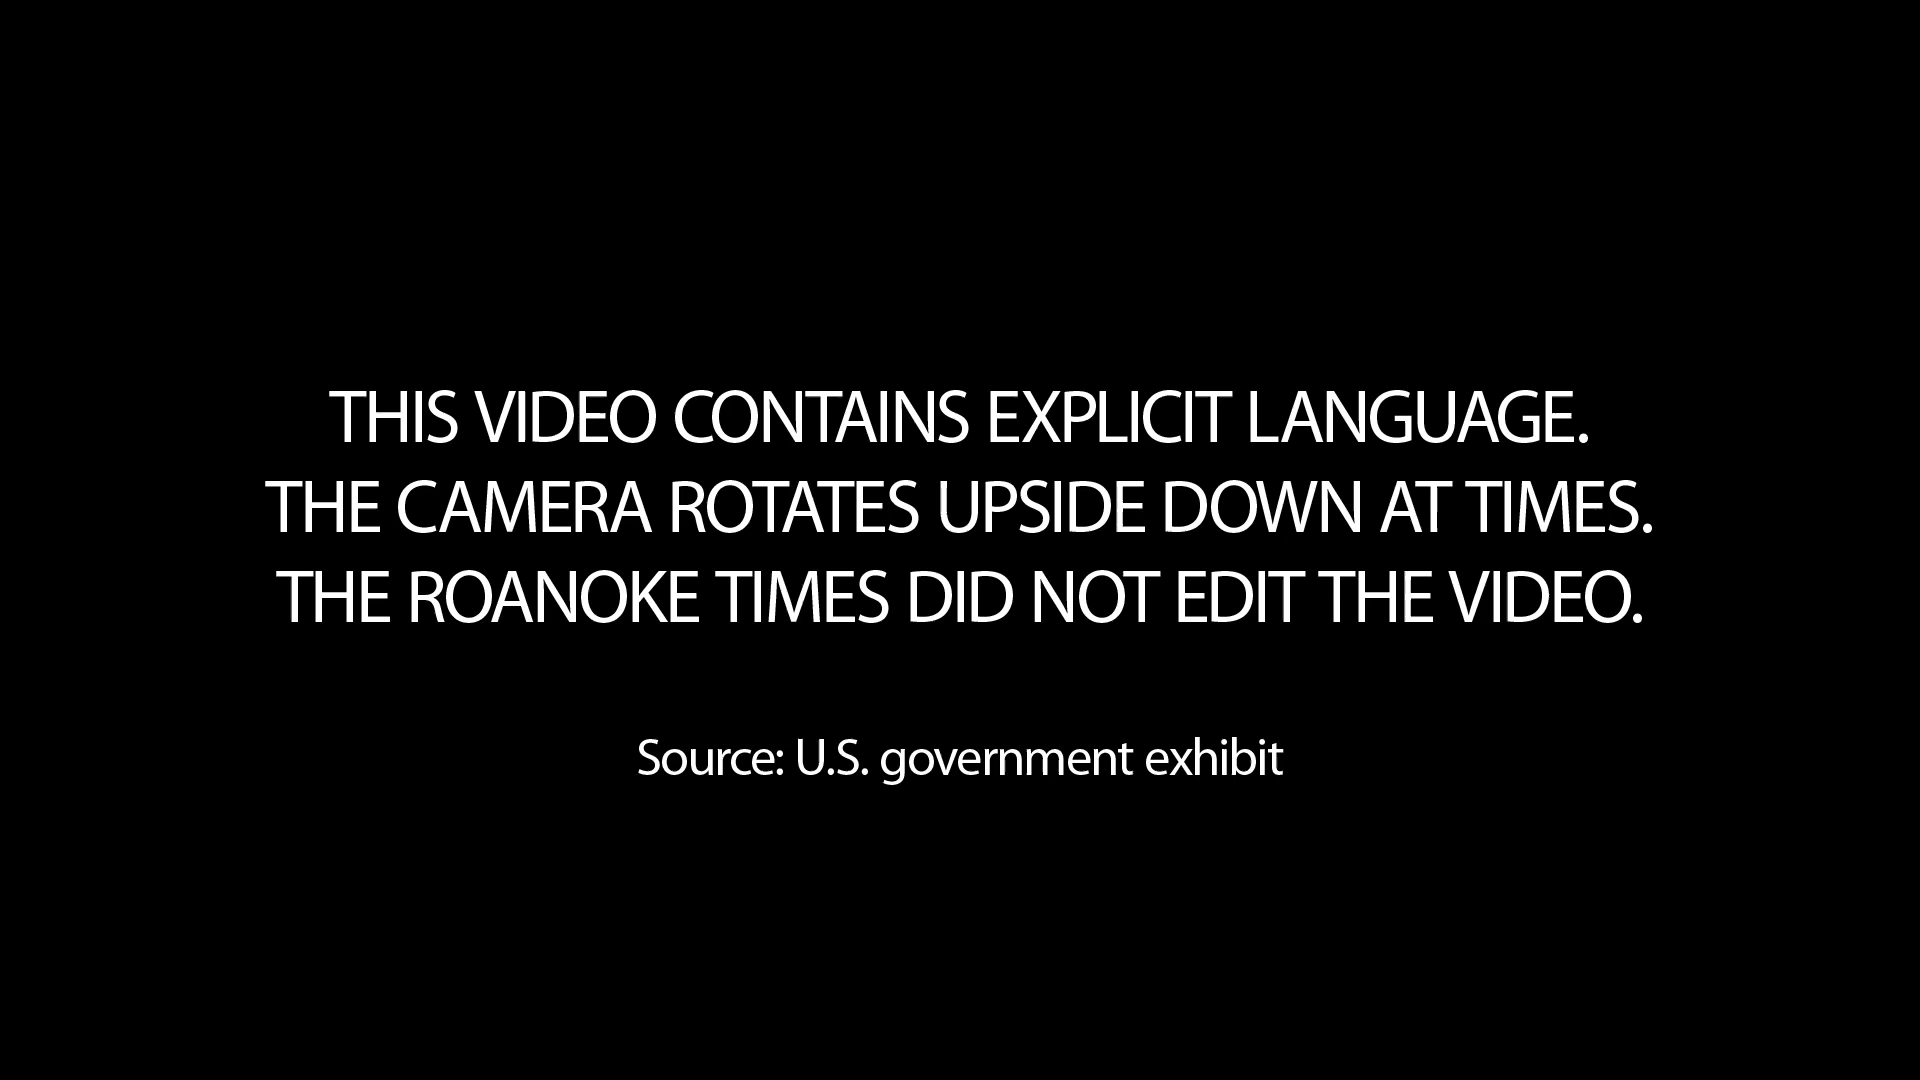 THIS VIDEO CONTAINS EXPLICIT LANGUAGE.
THE CAMERA ROTATES UPSIDE DOWN AT TIMES.
THE ROANOKE TIMES DID NOT EDIT THE VIDEO.
Source: U.S. government exhibit